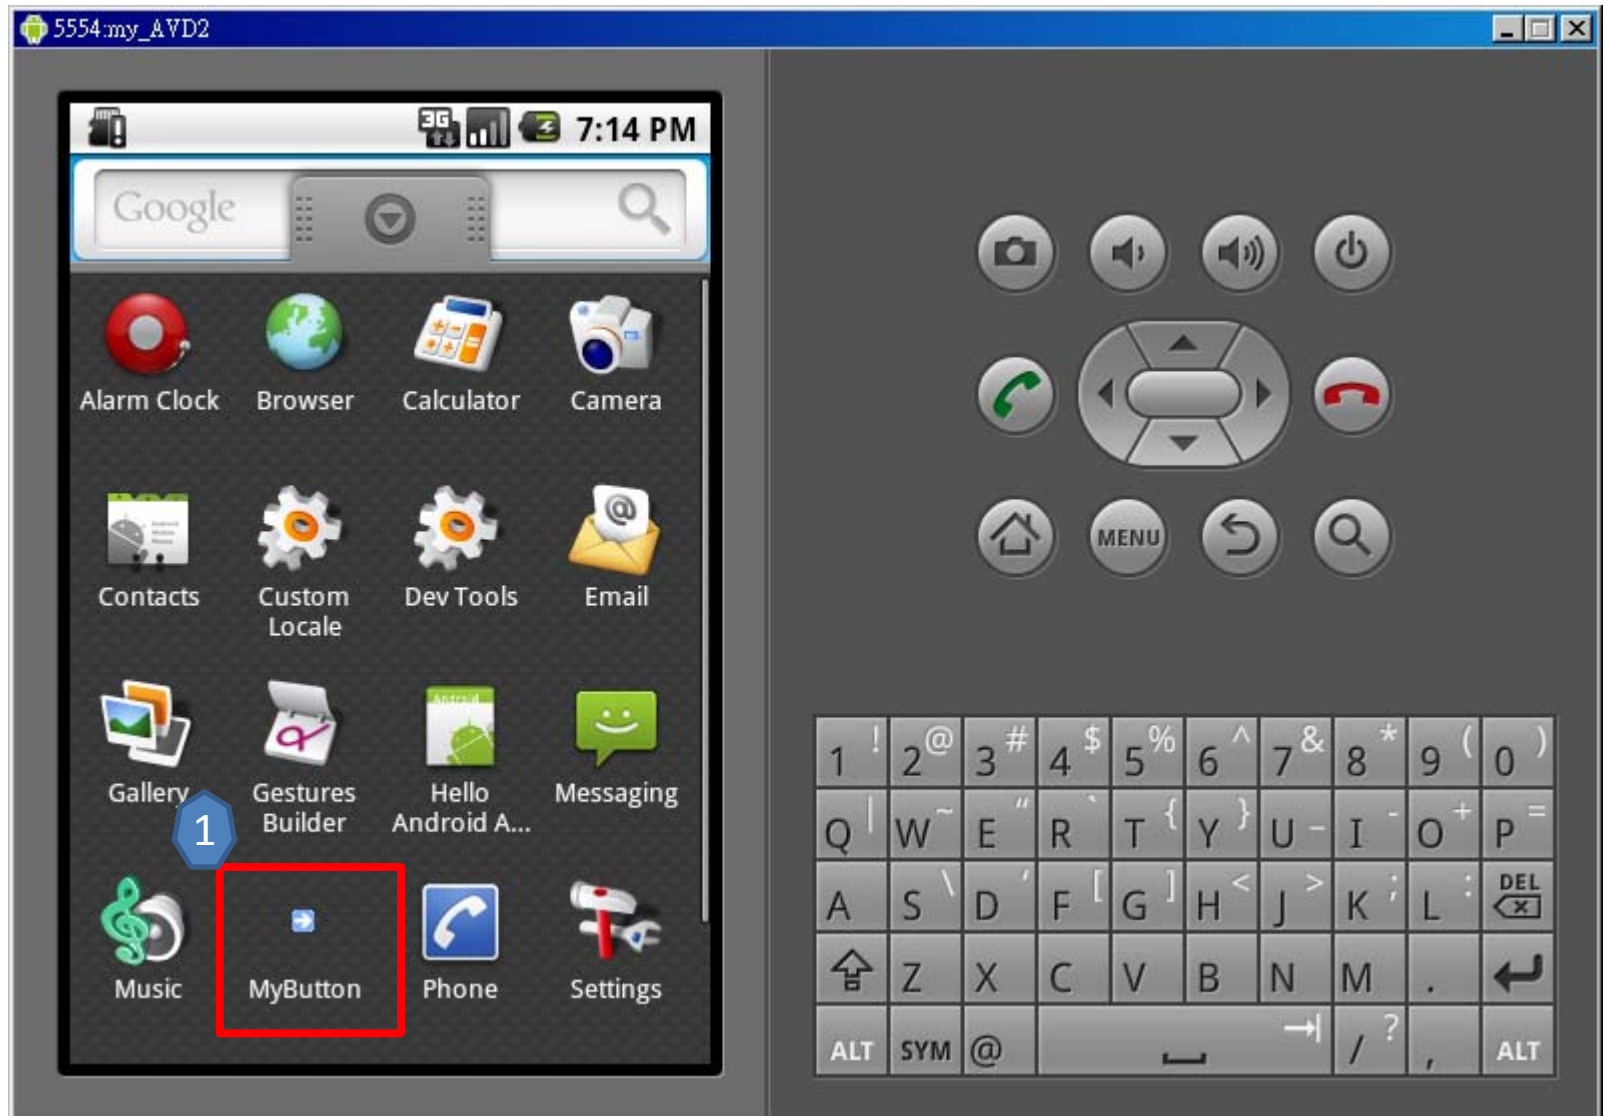 5554:my_AVD2
3G 7:14 PM
Google
Alarm Clock Browser Calculator Camera
Contacts Custom Locale Dev Tools Email
Gallery Gestures Builder Hello Android A... Messaging
1
Music MyButton Phone Settings
MENU
1 ! 2 @ 3 # 4 $ 5 % 6 ^ 7 & 8 * 9 ( 0 )
Q | W ~ E " R ` T { Y } U _ I - O + P =
A S \ D ' F [ G ] H < J > K ; L : DEL
Z X C V B N M .
ALT SYM @ / ? , ALT